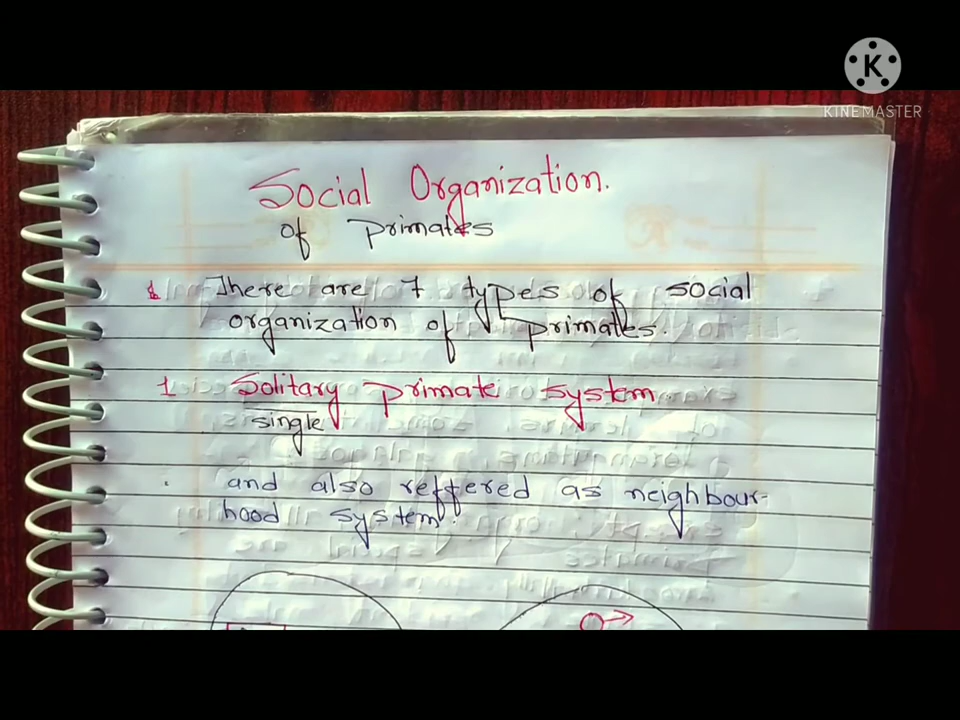 K
KINEMASTER
Social Organization.
of primates
1 There are 7 types of social
organization of primates.
1 Solitary primate system
single
and also reffered as neighbour-
hood system.